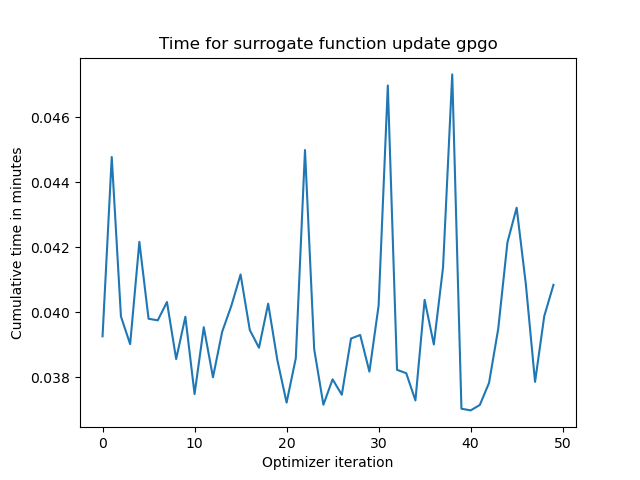 Time for surrogate function update gpgo
Cumulative time in minutes
0.046
0.044
0.042
0.040
0.038
0 10 20 30 40 50
Optimizer iteration